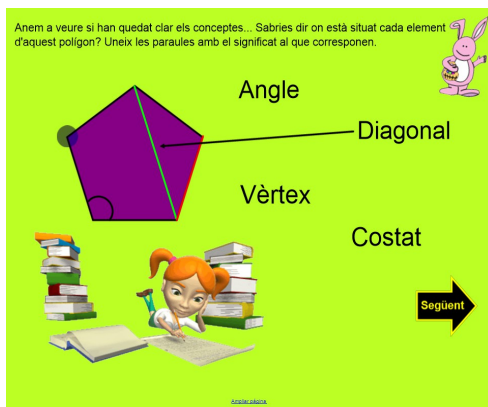 Anem a veure si han quedat clar els conceptes... Sabries dir on està situat cada element
d'aquest polígon? Uneix les paraules amb el significat al que corresponen.
Angle
Diagonal
Vèrtex
Costat
Següent
Ampliar pàgina